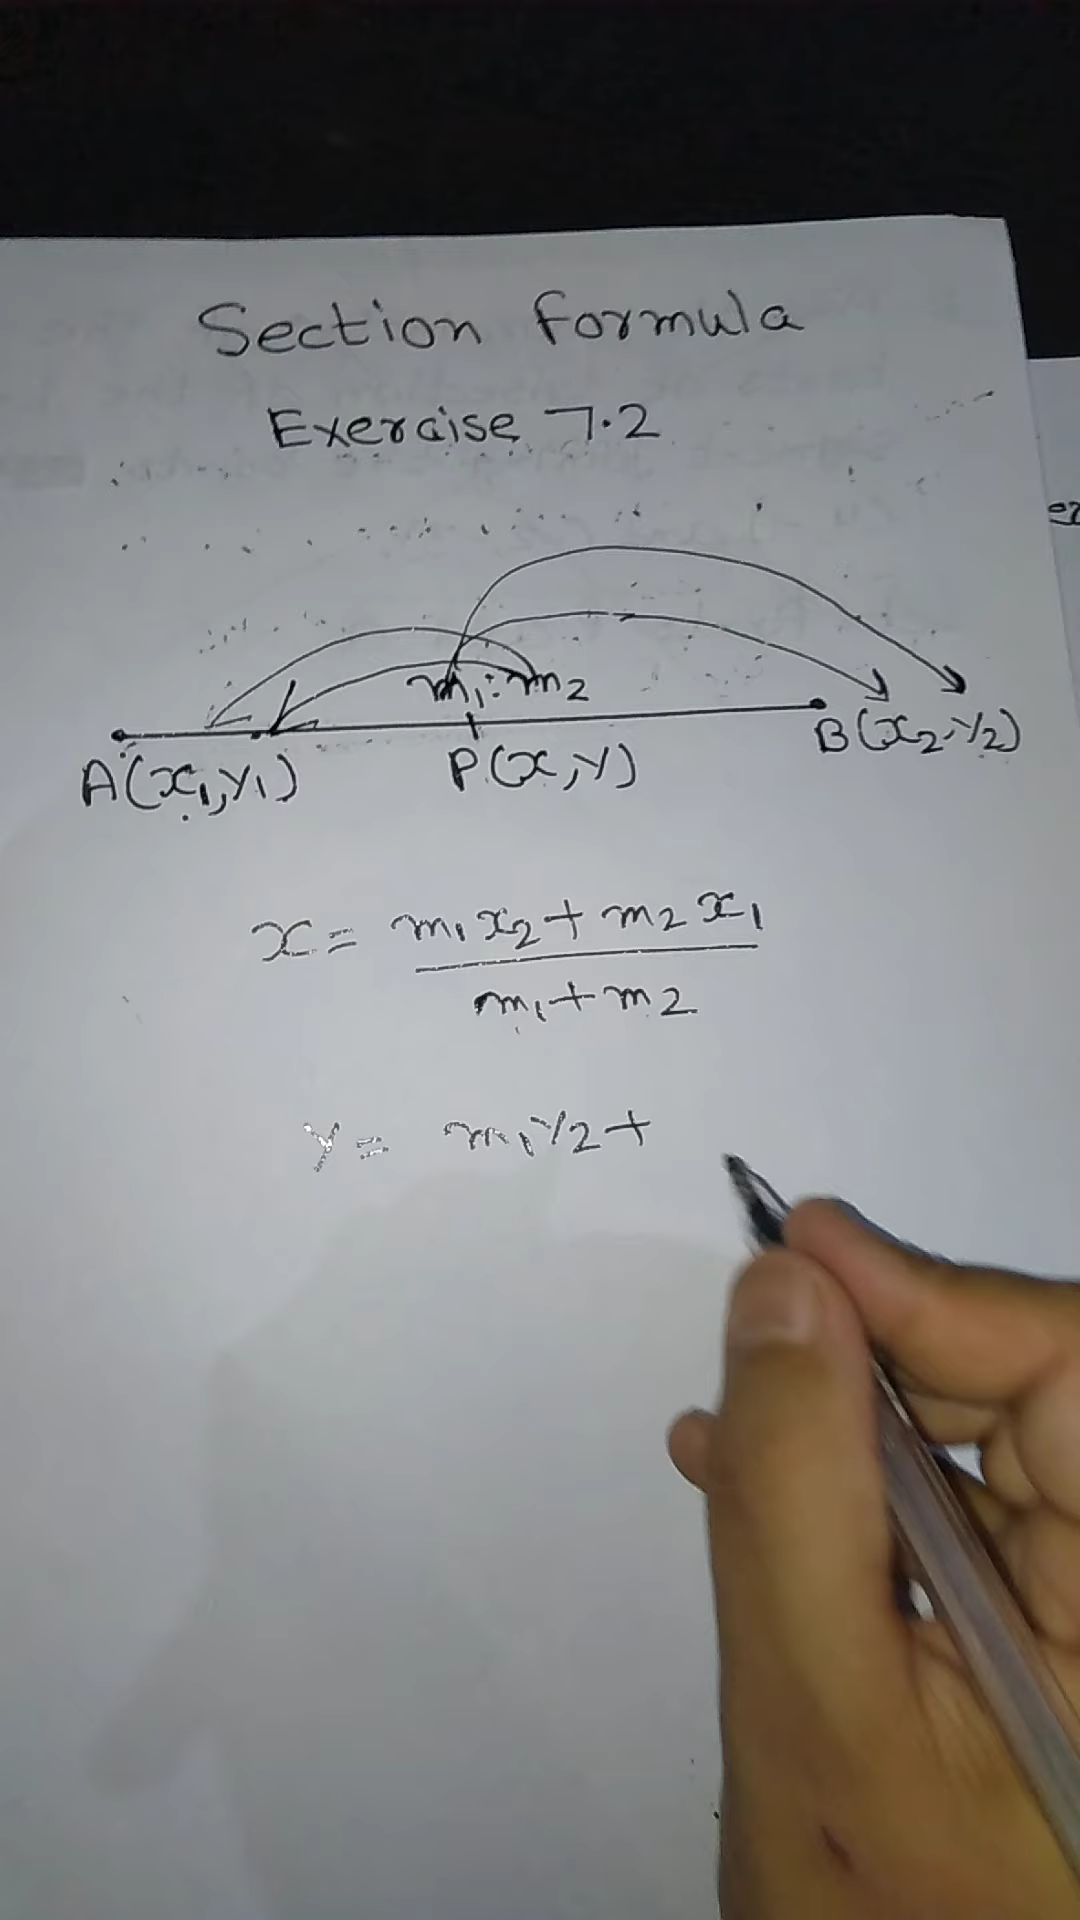 Section formula
Exercise 7.2
m₁:m₂
A(x₁,y₁) P(x,y) B(x₂,y₂)
x = m₁x₂ + m₂x₁
m₁ + m₂
y = m₁y₂ +